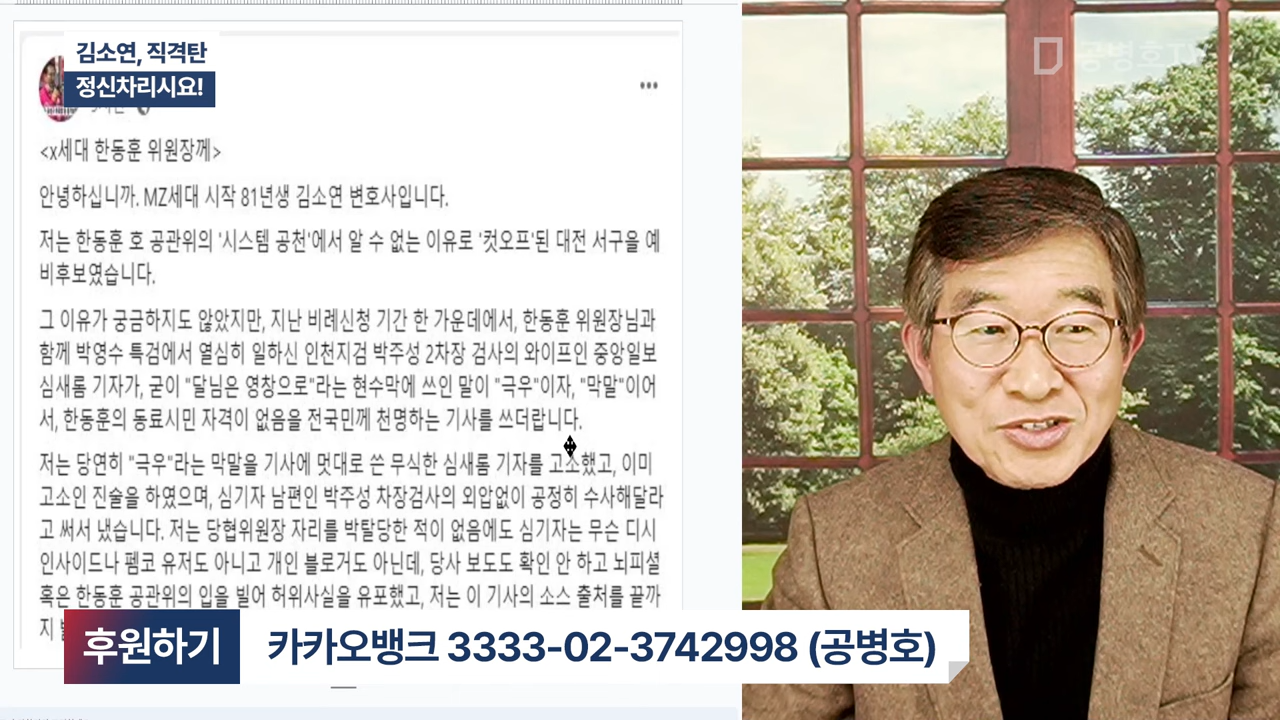 김소연, 직격탄
정신차리시요!
공병호TV
<x세대 한동훈 위원장께>
안녕하십니까. MZ세대 시작 81년생 김소연 변호사입니다.
저는 한동훈 호 공관위의 '시스템 공천'에서 알 수 없는 이유로 '컷오프'된 대전 서구을 예
비후보였습니다.
그 이유가 궁금하지도 않았지만, 지난 비례신청 기간 한 가운데에서, 한동훈 위원장님과
함께 박영수 특검에서 열심히 일하신 인천지검 박주성 2차장 검사의 와이프인 중앙일보
심새롬 기자가, 굳이 "달님은 영창으로"라는 현수막에 쓰인 말이 "극우"이자, "막말"이어
서, 한동훈의 동료시민 자격이 없음을 전국민께 천명하는 기사를 쓰더랍니다.
저는 당연히 "극우"라는 막말을 기사에 멋대로 쓴 무식한 심새롬 기자를 고소했고, 이미
고소인 진술을 하였으며, 심기자 남편인 박주성 차장검사의 외압없이 공정히 수사해달라
고 써서 냈습니다. 저는 당협위원장 자리를 박탈당한 적이 없음에도 심기자는 무슨 디시
인사이드나 펨코 유저도 아니고 개인 블로거도 아닌데, 당사 보도도 확인 안 하고 뇌피셜
혹은 한동훈 공관위의 입을 빌어 허위사실을 유포했고, 저는 이 기사의 소스 출처를 끝까
지
후원하기
카카오뱅크 3333-02-3742998 (공병호)